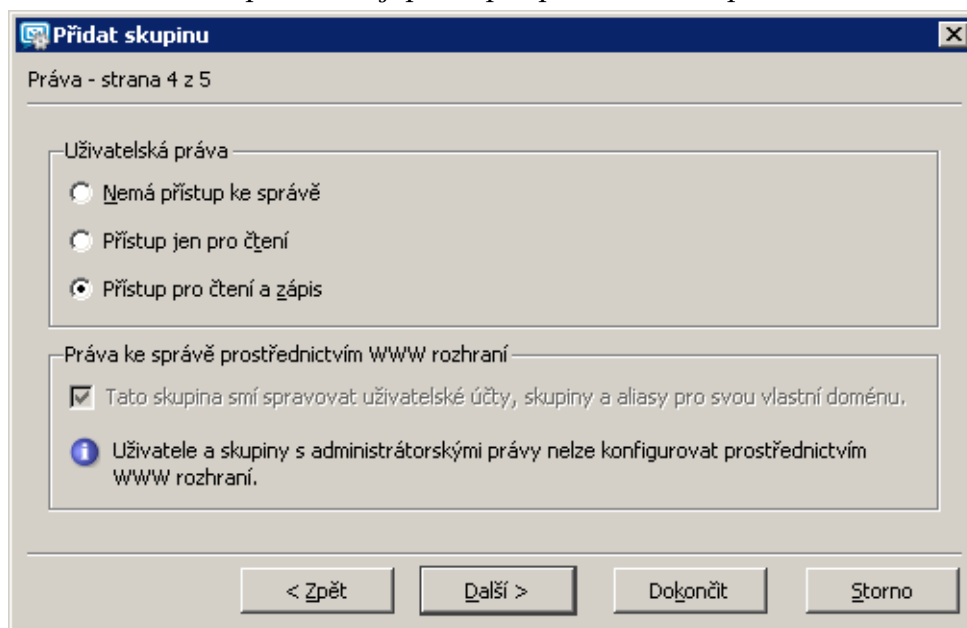 Přidat skupinu
Práva - strana 4 z 5
Uživatelská práva
Nemá přístup ke správě
Přístup jen pro čtení
Přístup pro čtení a zápis
Práva ke správě prostřednictvím WWW rozhraní
Tato skupina smí spravovat uživatelské účty, skupiny a aliasy pro svou vlastní doménu.
Uživatele a skupiny s administrátorskými právy nelze konfigurovat prostřednictvím
WWW rozhraní.
< Zpět
Další >
Dokončit
Storno